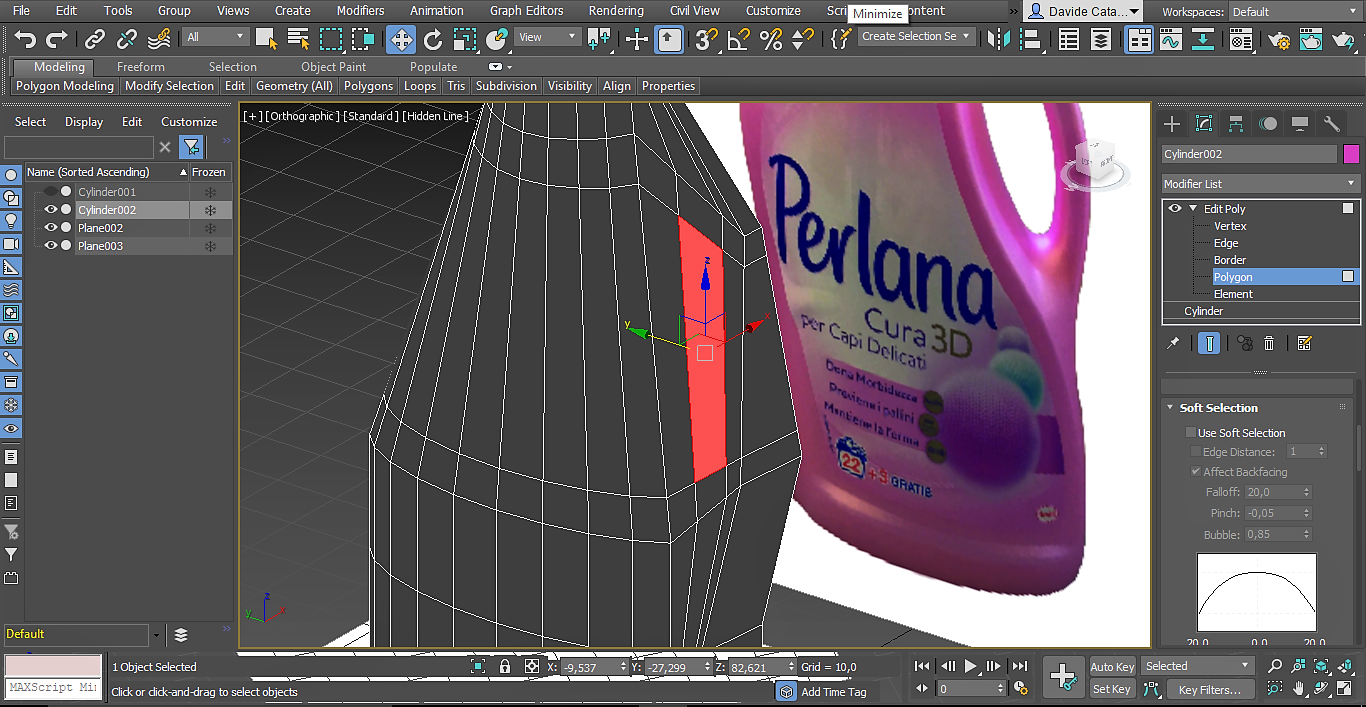 File Edit Tools Group Views Create Modifiers Animation Graph Editors Rendering Civil View Customize Scri Minimize ontent » Davide Cata... Workspaces: Default
All View 3 Create Selection Se
Modeling Freeform Selection Object Paint Populate
Polygon Modeling Modify Selection Edit Geometry (All) Polygons Loops Tris Subdivision Visibility Align Properties
Select Display Edit Customize
Name (Sorted Ascending) Frozen
Cylinder001
Cylinder002
Plane002
Plane003
Default
[+] [Orthographic] [Standard] [Hidden Line]
z
y
x
z
y
x
Perlana
Cura 3D
per Capi Delicati
Dona Morbidezza
Previene i pallini
Mantiene la Forma
22 +5 GRATIS
Cylinder002
Modifier List
Edit Poly
Vertex
Edge
Border
Polygon
Element
Cylinder
Soft Selection
Use Soft Selection
Edge Distance: 1
Affect Backfacing
Falloff: 20,0
Pinch: -0,05
Bubble: 0,85
20.0 0.0 20.0
MAXScript Mi
1 Object Selected
Click or click-and-drag to select objects
X: -9,537 Y: -27,299 Z: 82,621 Grid = 10,0
Add Time Tag
0
Auto Key Selected
Set Key Key Filters...